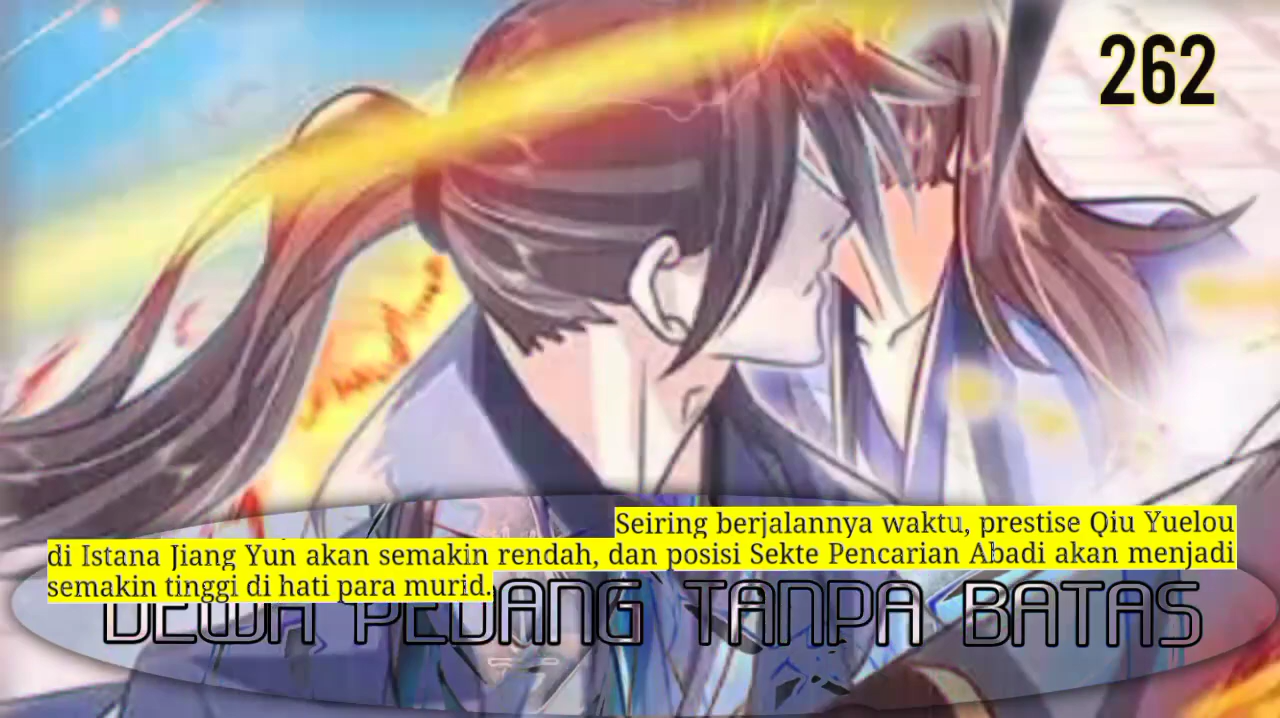 262
Seiring berjalannya waktu, prestise Qiu Yuelou
di Istana Jiang Yun akan semakin rendah, dan posisi Sekte Pencarian Abadi akan menjadi
semakin tinggi di hati para murid.
DEWA PEDANG TANPA BATAS